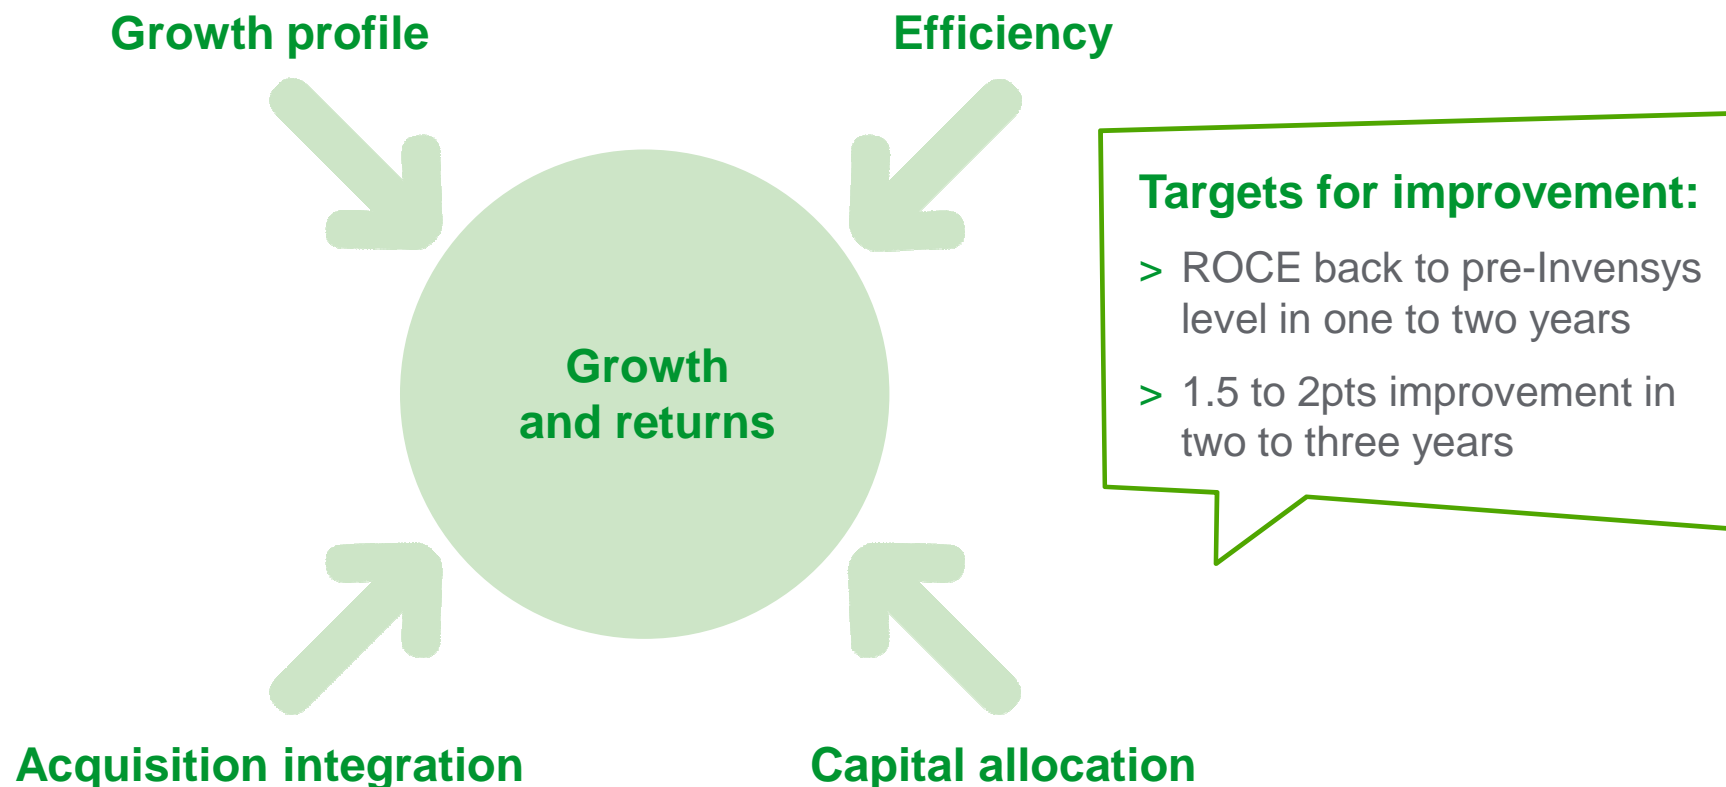 Growth profile
Efficiency
Targets for improvement:
> ROCE back to pre-Invensys
level in one to two years
> 1.5 to 2pts improvement in
two to three years
Growth
and returns
Acquisition integration
Capital allocation